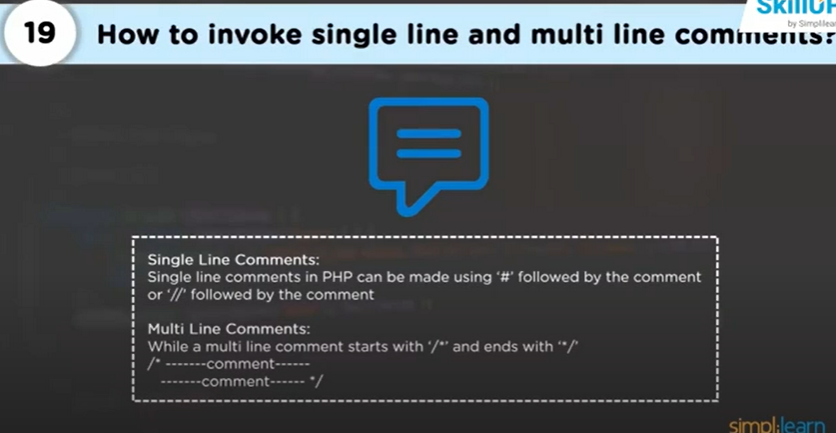 SkillUP
by Simplilearn
19 How to invoke single line and multi line comments?
Single Line Comments:
Single line comments in PHP can be made using '#' followed by the comment
or '//' followed by the comment
Multi Line Comments:
While a multi line comment starts with '/*' and ends with '*/'
/* -------comment------
-------comment------ */
simplilearn